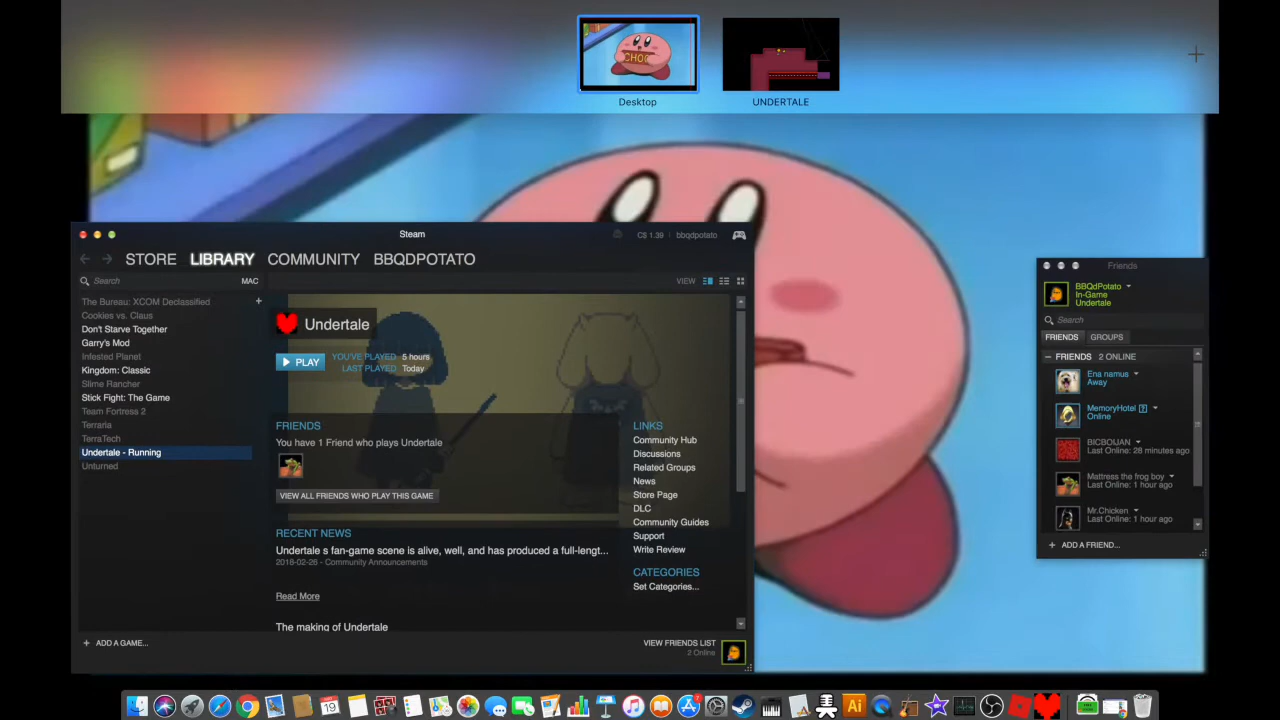 CHOC
Desktop
UNDERTALE
Steam
C$ 1.39
bbqdpotato
STORE
LIBRARY
COMMUNITY
BBQDPOTATO
Search
MAC
VIEW
The Bureau: XCOM Declassified
Cookies vs. Claus
Don't Starve Together
Garry's Mod
Infested Planet
Kingdom: Classic
Slime Rancher
Stick Fight: The Game
Team Fortress 2
Terraria
TerraTech
Undertale - Running
Unturned
Undertale
PLAY
YOU'VE PLAYED 5 hours
LAST PLAYED Today
FRIENDS
You have 1 Friend who plays Undertale
VIEW ALL FRIENDS WHO PLAY THIS GAME
RECENT NEWS
Undertale s fan-game scene is alive, well, and has produced a full-lengt...
2018-02-26 - Community Announcements
Read More
The making of Undertale
LINKS
Community Hub
Discussions
Related Groups
News
Store Page
DLC
Community Guides
Support
Write Review
CATEGORIES
Set Categories...
+ ADD A GAME...
VIEW FRIENDS LIST
2 Online
Friends
BBQdPotato
In-Game
Undertale
Search
FRIENDS
GROUPS
FRIENDS 2 ONLINE
Ena namus
Away
MemoryHotel [?]
Online
BICBOIJAN
Last Online: 28 minutes ago
Mattress the frog boy
Last Online: 1 hour ago
Mr.Chicken
Last Online: 1 hour ago
+ ADD A FRIEND...
19
Ai